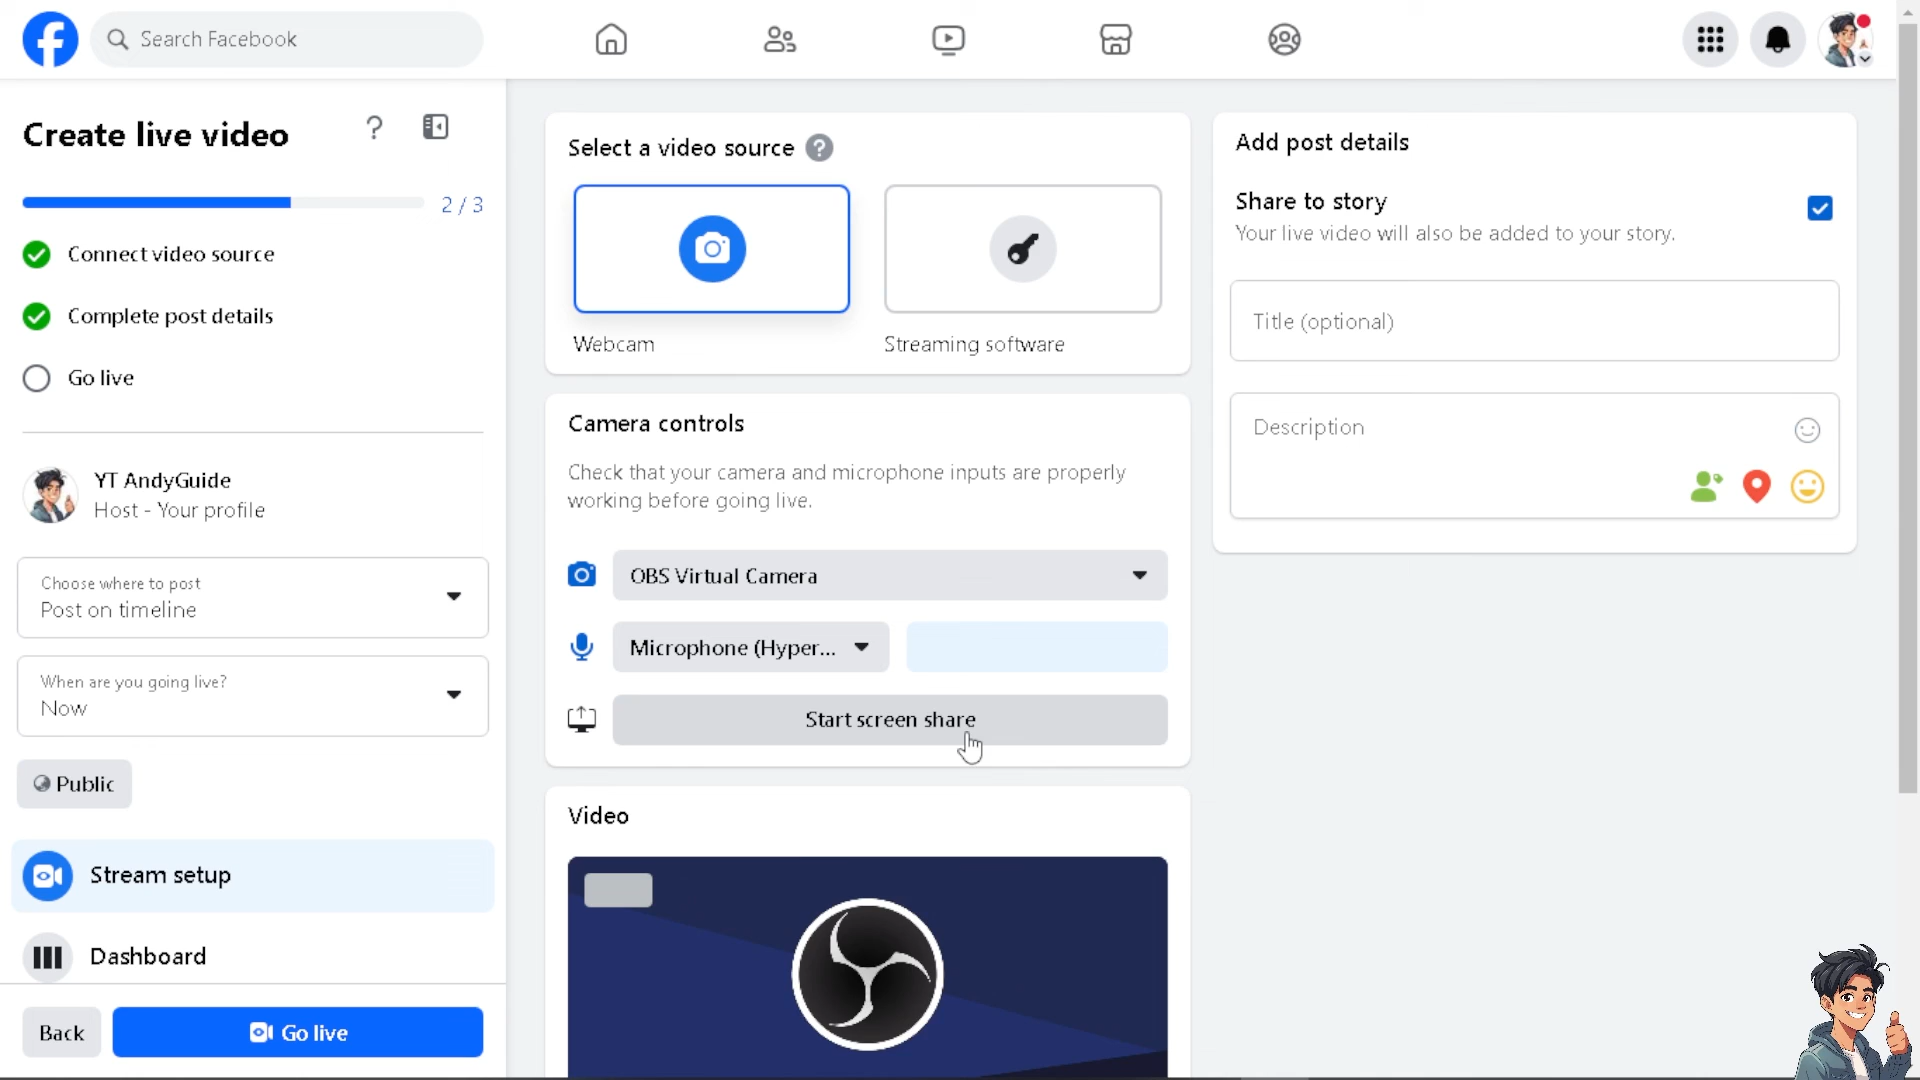 Search Facebook
Create live video
?
2 / 3
Connect video source
Complete post details
Go live
YT AndyGuide
Host - Your profile
Choose where to post
Post on timeline
When are you going live?
Now
Public
Stream setup
Dashboard
Back
Go live
Select a video source ?
Webcam
Streaming software
Camera controls
Check that your camera and microphone inputs are properly
working before going live.
OBS Virtual Camera
Microphone (Hyper...
Start screen share
Video
Add post details
Share to story
Your live video will also be added to your story.
Title (optional)
Description